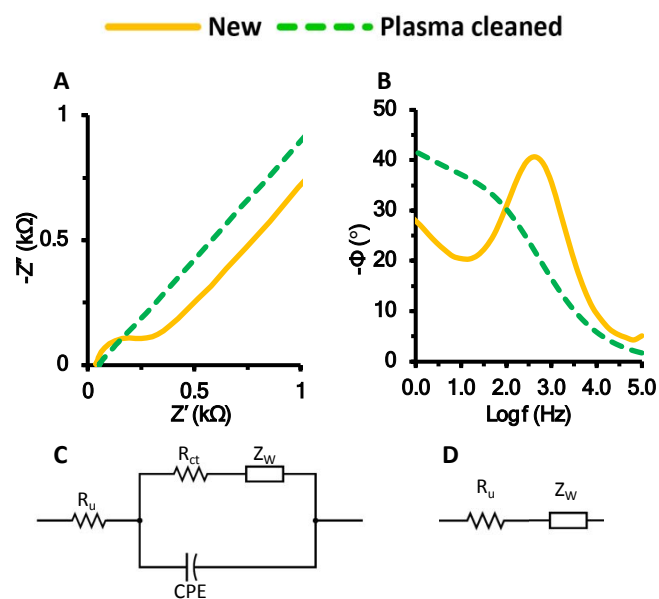 New Plasma cleaned
A B
1
0.5
0
0 0.5 1
-Z″ (kΩ)
Z′ (kΩ)
50
40
30
20
10
0
0.0 1.0 2.0 3.0 4.0 5.0
-Φ (°)
Log f (Hz)
C D
Rct ZW
Ru
CPE
Ru ZW